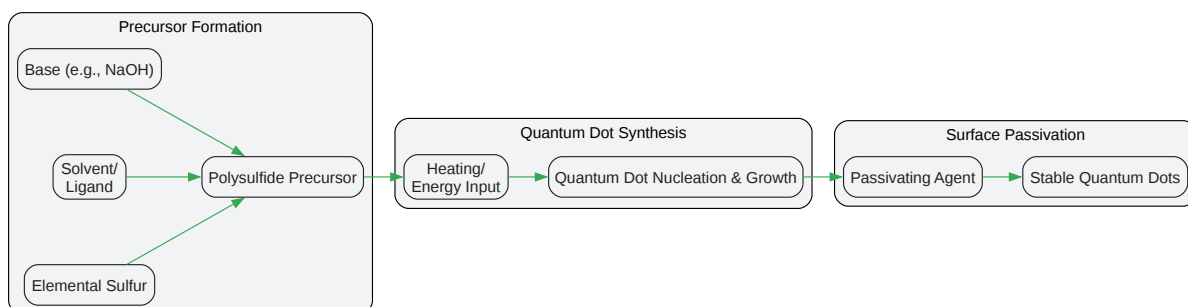 Precursor Formation
Base (e.g., NaOH)
Solvent/
Ligand
Polysulfide Precursor
Elemental Sulfur
Quantum Dot Synthesis
Heating/
Energy Input
Quantum Dot Nucleation & Growth
Surface Passivation
Passivating Agent
Stable Quantum Dots